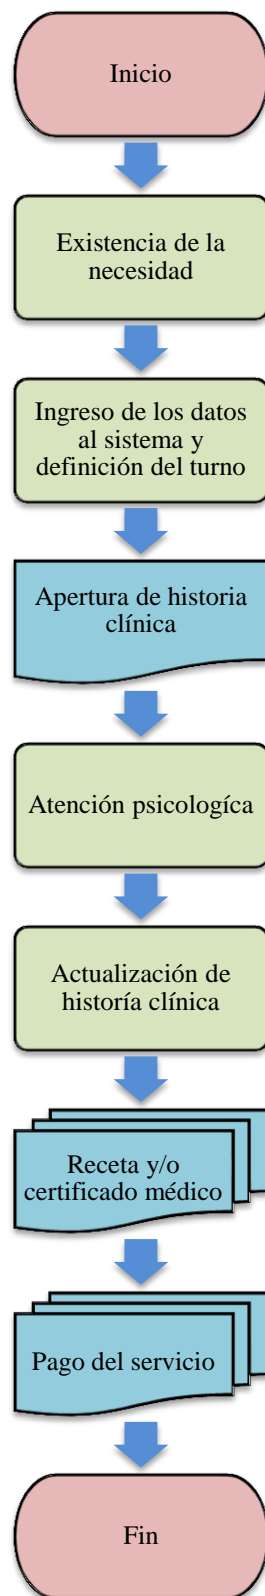 Inicio
Existencia de la
necesidad
Ingreso de los datos
al sistema y
definición del turno
Apertura de historia
clínica
Atención psicologíca
Actualización de
historía clínica
Receta y/o
certificado médico
Pago del servicio
Fin